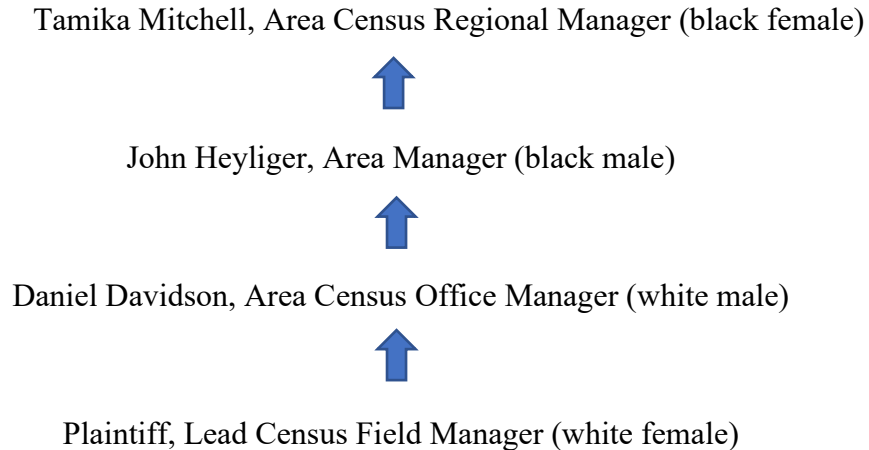 Tamika Mitchell, Area Census Regional Manager (black female)
John Heyliger, Area Manager (black male)
Daniel Davidson, Area Census Office Manager (white male)
Plaintiff, Lead Census Field Manager (white female)